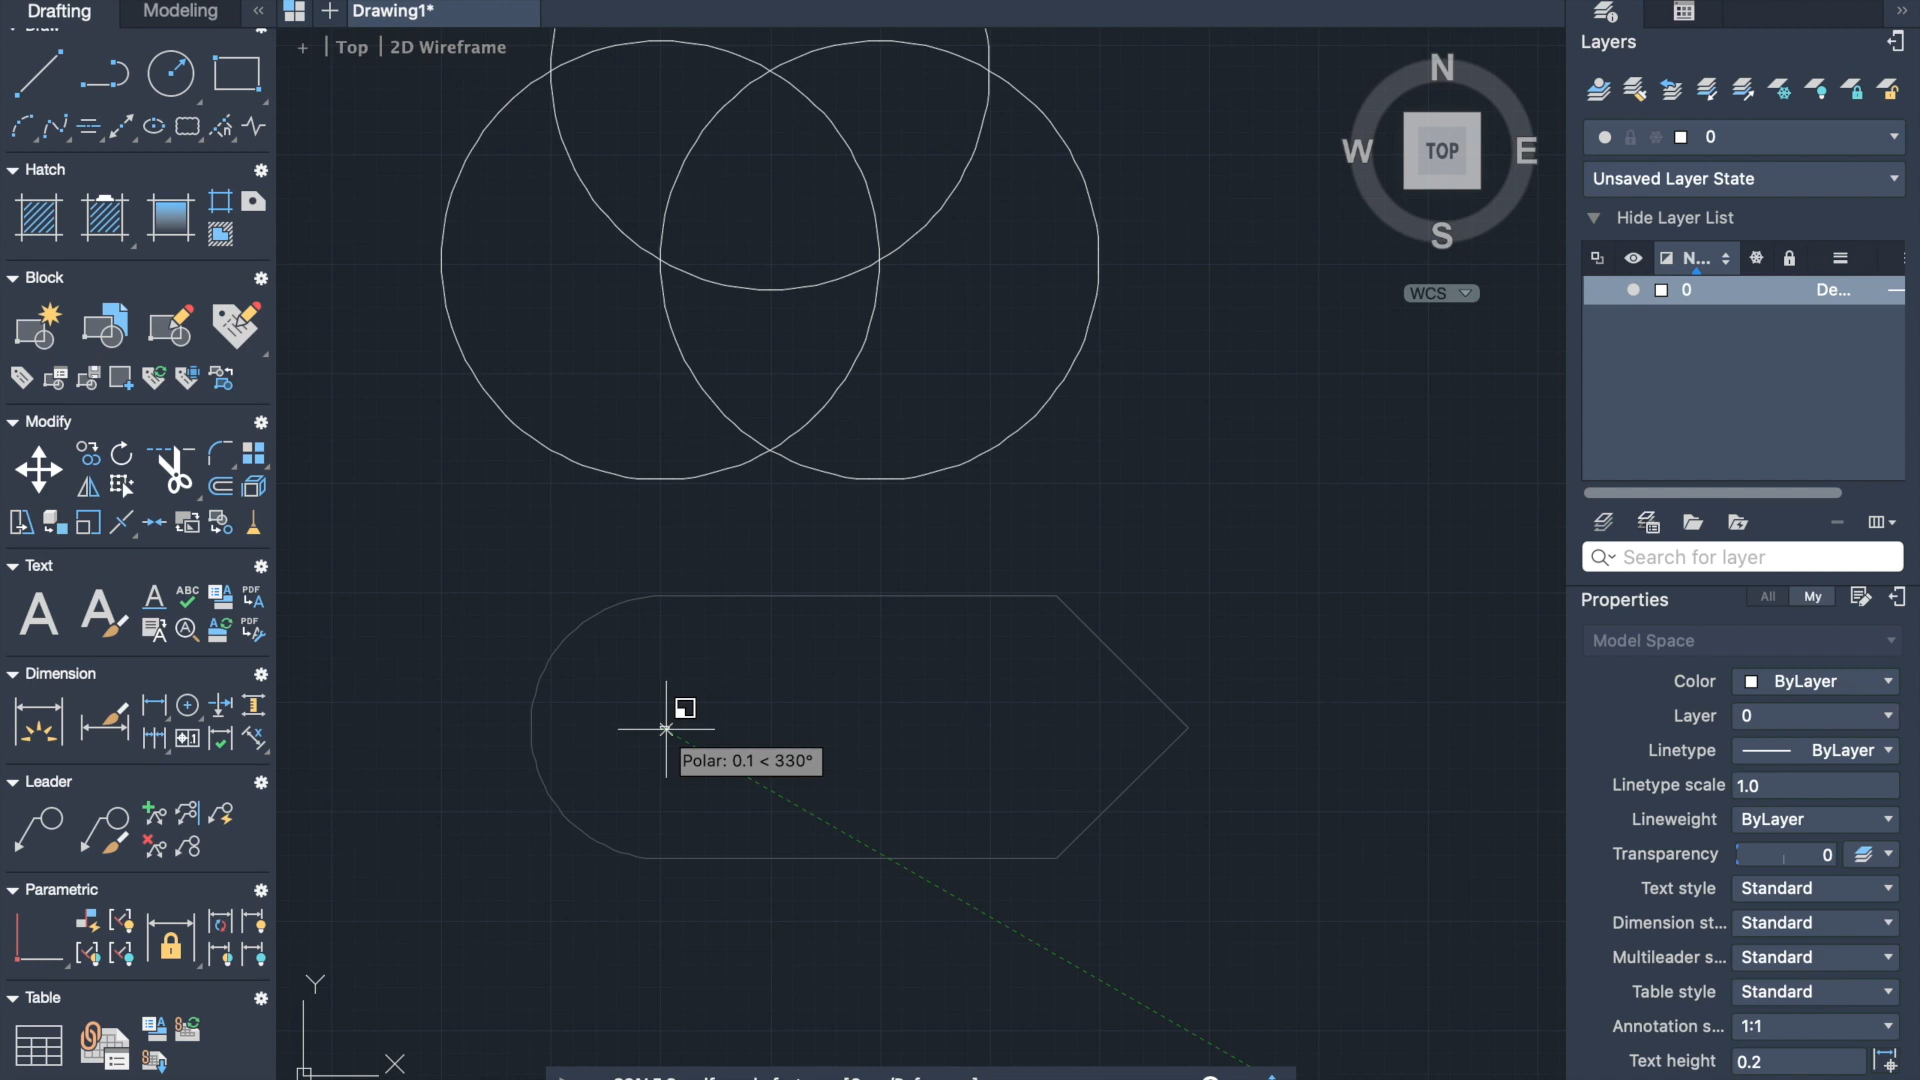 Drafting
Modeling
Drawing1*
Top
2D Wireframe
Hatch
Block
Modify
Text
A
A
A
ABC
PDF
A
A
A
PDF
Dimension
Leader
Parametric
Table
N
W
TOP
E
S
WCS
Polar: 0.1 < 330°
Y
X
Layers
0
Unsaved Layer State
Hide Layer List
N...
0
De...
Search for layer
Properties
All
My
Model Space
Color
ByLayer
Layer
0
Linetype
ByLayer
Linetype scale
1.0
Lineweight
ByLayer
Transparency
0
Text style
Standard
Dimension st...
Standard
Multileader s...
Standard
Table style
Standard
Annotation s...
1:1
Text height
0.2